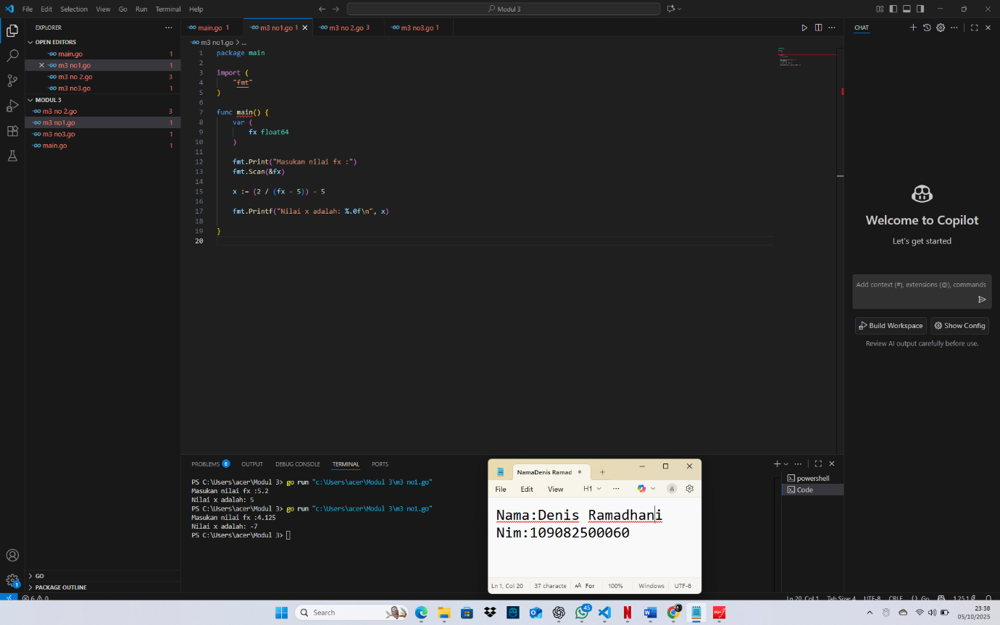 File Edit Selection View Go Run Terminal Help
Modul 3
EXPLORER
OPEN EDITORS
main.go 1
m3 no1.go 1
m3 no 2.go 3
m3 no3.go 1
MODUL 3
m3 no 2.go 3
m3 no1.go 1
m3 no3.go 1
main.go 1
GO
PACKAGE OUTLINE
main.go 1 m3 no1.go 1 m3 no 2.go 3 m3 no3.go 1
m3 no1.go > ...
1 package main
2
3 import (
4 "fmt"
5 )
6
7 func main() {
8 var (
9 fx float64
10 )
11
12 fmt.Print("Masukan nilai fx :")
13 fmt.Scan(&fx)
14
15 x := (2 / (fx - 5)) - 5
16
17 fmt.Printf("Nilai x adalah: %.0f\n", x)
18
19 }
20
CHAT
Welcome to Copilot
Let's get started
Add context (#), extensions (@), commands
Build Workspace Show Config
Review AI output carefully before use.
PROBLEMS 6 OUTPUT DEBUG CONSOLE TERMINAL PORTS
PS C:\Users\acer\Modul 3> go run "c:\Users\acer\Modul 3\m3 no1.go"
Masukan nilai fx :5.2
Nilai x adalah: 5
PS C:\Users\acer\Modul 3> go run "c:\Users\acer\Modul 3\m3 no1.go"
Masukan nilai fx :4.125
Nilai x adalah: -7
PS C:\Users\acer\Modul 3>
powershell
Code
NamaDenis Ramad
File Edit View H1
Nama:Denis Ramadhani
Nim:109082500060
Ln 1, Col 20 37 characte For 100% Windows UTF-8
1
6 0
Ln 20, Col 1 Tab Size: 4 UTF-8 CRLF Go 1.25.1
Search
45
23:38
05/10/2025